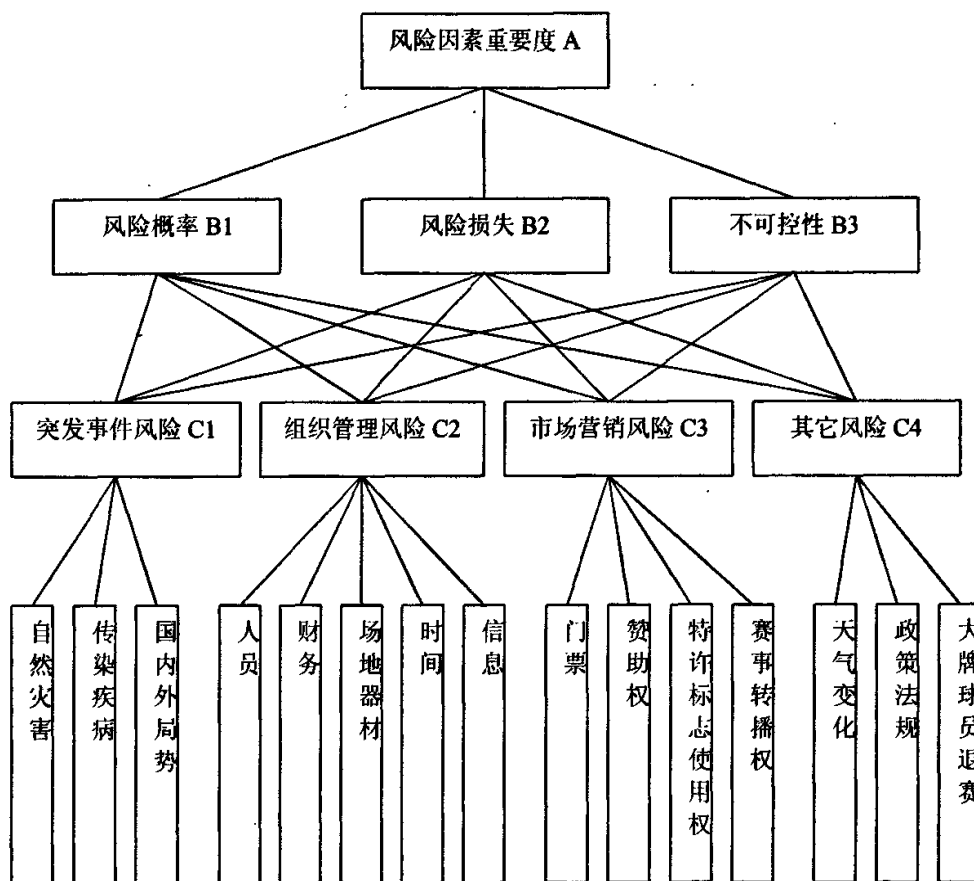 风险因素重要度 A
风险概率 B1
风险损失 B2
不可控性 B3
突发事件风险 C1
组织管理风险 C2
市场营销风险 C3
其它风险 C4
自然灾害
传染疾病
国内外局势
人员
财务
场地器材
时间
信息
门票
赞助权
特许标志使用权
赛事转播权
天气变化
政策法规
大牌球员退赛